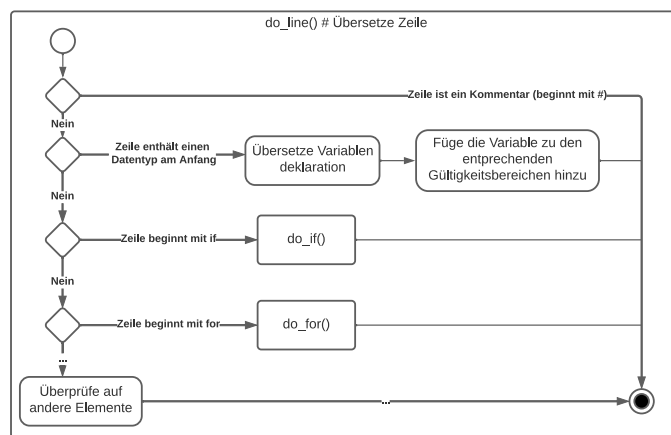 do_line() # Übersetze Zeile
Zeile ist ein Kommentar (beginnt mit #)
Nein
Zeile enthält einen
Datentyp am Anfang
Übersetze Variablen
deklaration
Füge die Variable zu den
entprechenden
Gültigkeitsbereichen hinzu
Nein
Zeile beginnt mit if
do_if()
Nein
Zeile beginnt mit for
do_for()
...
Überprüfe auf
andere Elemente
...